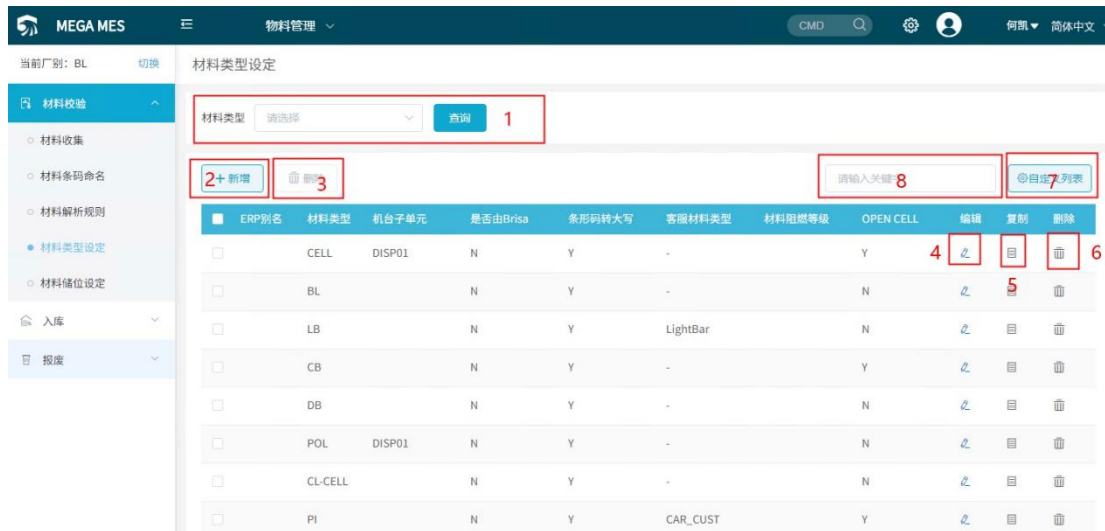 MEGA MES 物料管理 CMD 何凯 简体中文
当前厂别：BL 切换 材料类型设定
材料校验
材料收集
材料条码命名
材料解析规则
材料类型设定
材料储位设定
入库
报废
材料类型 请选择 查询 1
2 + 新增 删除 3 请输入关键 8 自定义列表 7
ERP别名 材料类型 机台子单元 是否由Brisa 条形码转大写 客服材料类型 材料阻燃等级 OPEN CELL 编辑 复制 删除
CELL DISP01 N Y - Y 4 6
BL N Y - N 5
LB N Y LightBar N
CB N Y - Y
DB N Y - N
POL DISP01 N Y - N
CL-CELL N Y - N
PI N Y CAR_CUST Y